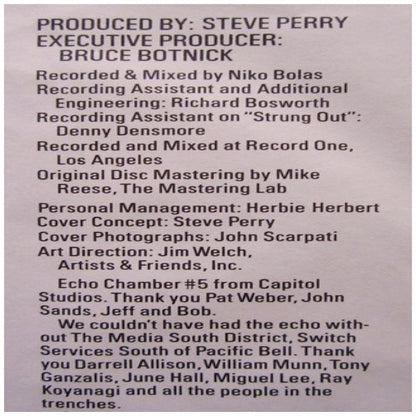 PRODUCED BY: STEVE PERRY
EXECUTIVE PRODUCER:
BRUCE BOTNICK
Recorded & Mixed by Niko Bolas
Recording Assistant and Additional
Engineering: Richard Bosworth
Recording Assistant on "Strung Out":
Denny Densmore
Recorded and Mixed at Record One,
Los Angeles
Original Disc Mastering by Mike
Reese, The Mastering Lab
Personal Management: Herbie Herbert
Cover Concept: Steve Perry
Cover Photographs: John Scarpati
Art Direction: Jim Welch,
Artists & Friends, Inc.
Echo Chamber #5 from Capitol
Studios. Thank you Pat Weber, John
Sands, Jeff and Bob.
We couldn't have had the echo with-
out The Media South District, Switch
Services South of Pacific Bell. Thank
you Darrell Allison, William Munn, Tony
Ganzalis, June Hall, Miguel Lee, Ray
Koyanagi and all the people in the
trenches.